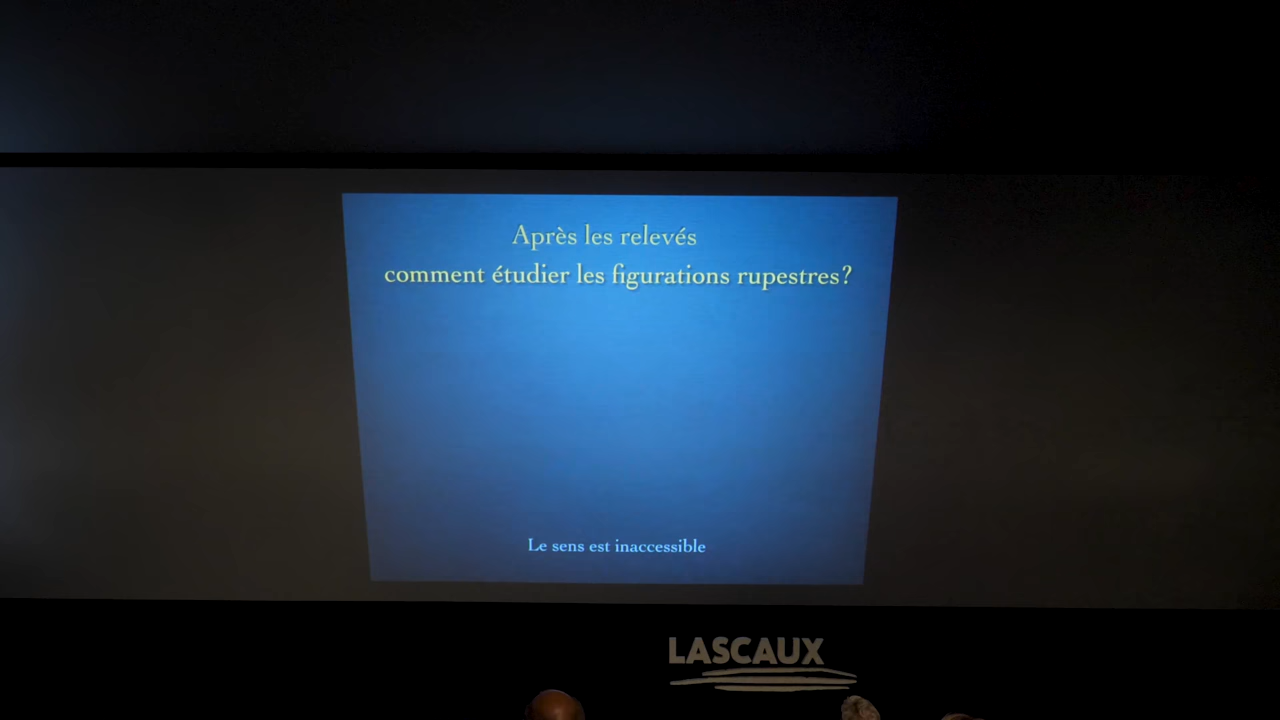 Après les relevés
comment étudier les figurations rupestres?
Le sens est inaccessible
LASCAUX